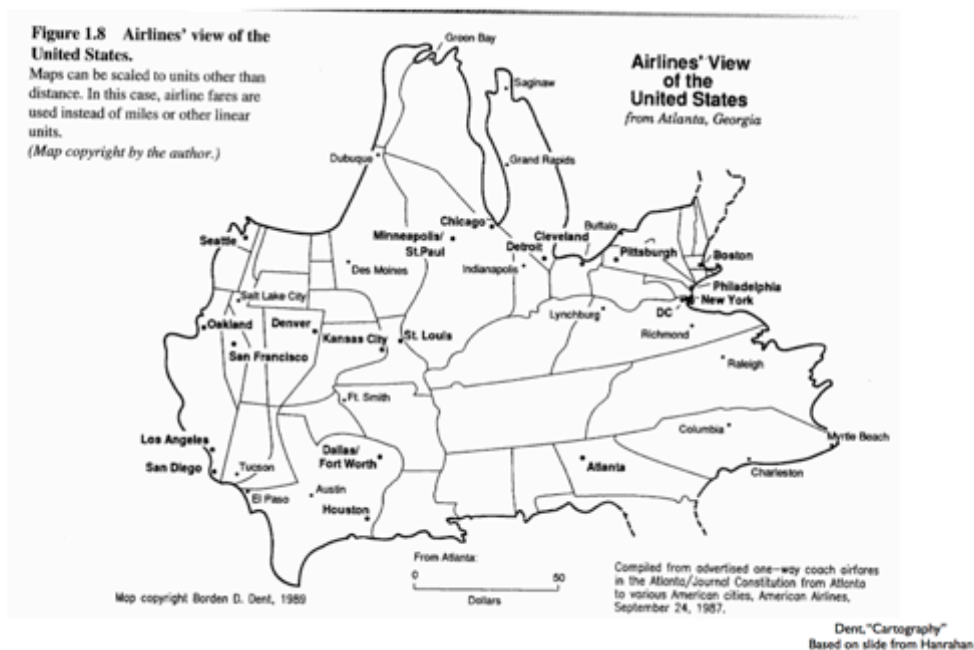 Figure 1.8 Airlines' view of the
United States.
Maps can be scaled to units other than
distance. In this case, airline fares are
used instead of miles or other linear
units.
(Map copyright by the author.)
Airlines' View
of the
United States
from Atlanta, Georgia
Green Bay
Saginaw
Dubuque
Grand Rapids
Chicago
Seattle
Minneapolis/
St.Paul
Cleveland
Buffalo
Detroit
Pittsburgh
Boston
Des Moines
Indianapolis
Salt Lake City
Philadelphia
New York
DC
Lynchburg
Oakland
Denver
Kansas City
St. Louis
Richmond
San Francisco
Raleigh
Ft. Smith
Columbia
Myrtle Beach
Los Angeles
Dallas/
Fort Worth
San Diego
Tucson
Atlanta
Charleston
El Paso
Austin
Houston
From Atlanta:
0 50
Dollars
Compiled from advertised one-way coach airfares
in the Atlanta/Journal Constitution from Atlanta
to various American cities, American Airlines,
September 24, 1987.
Map copyright Borden D. Dent, 1989
Dent, "Cartography"
Based on slide from Hanrahan